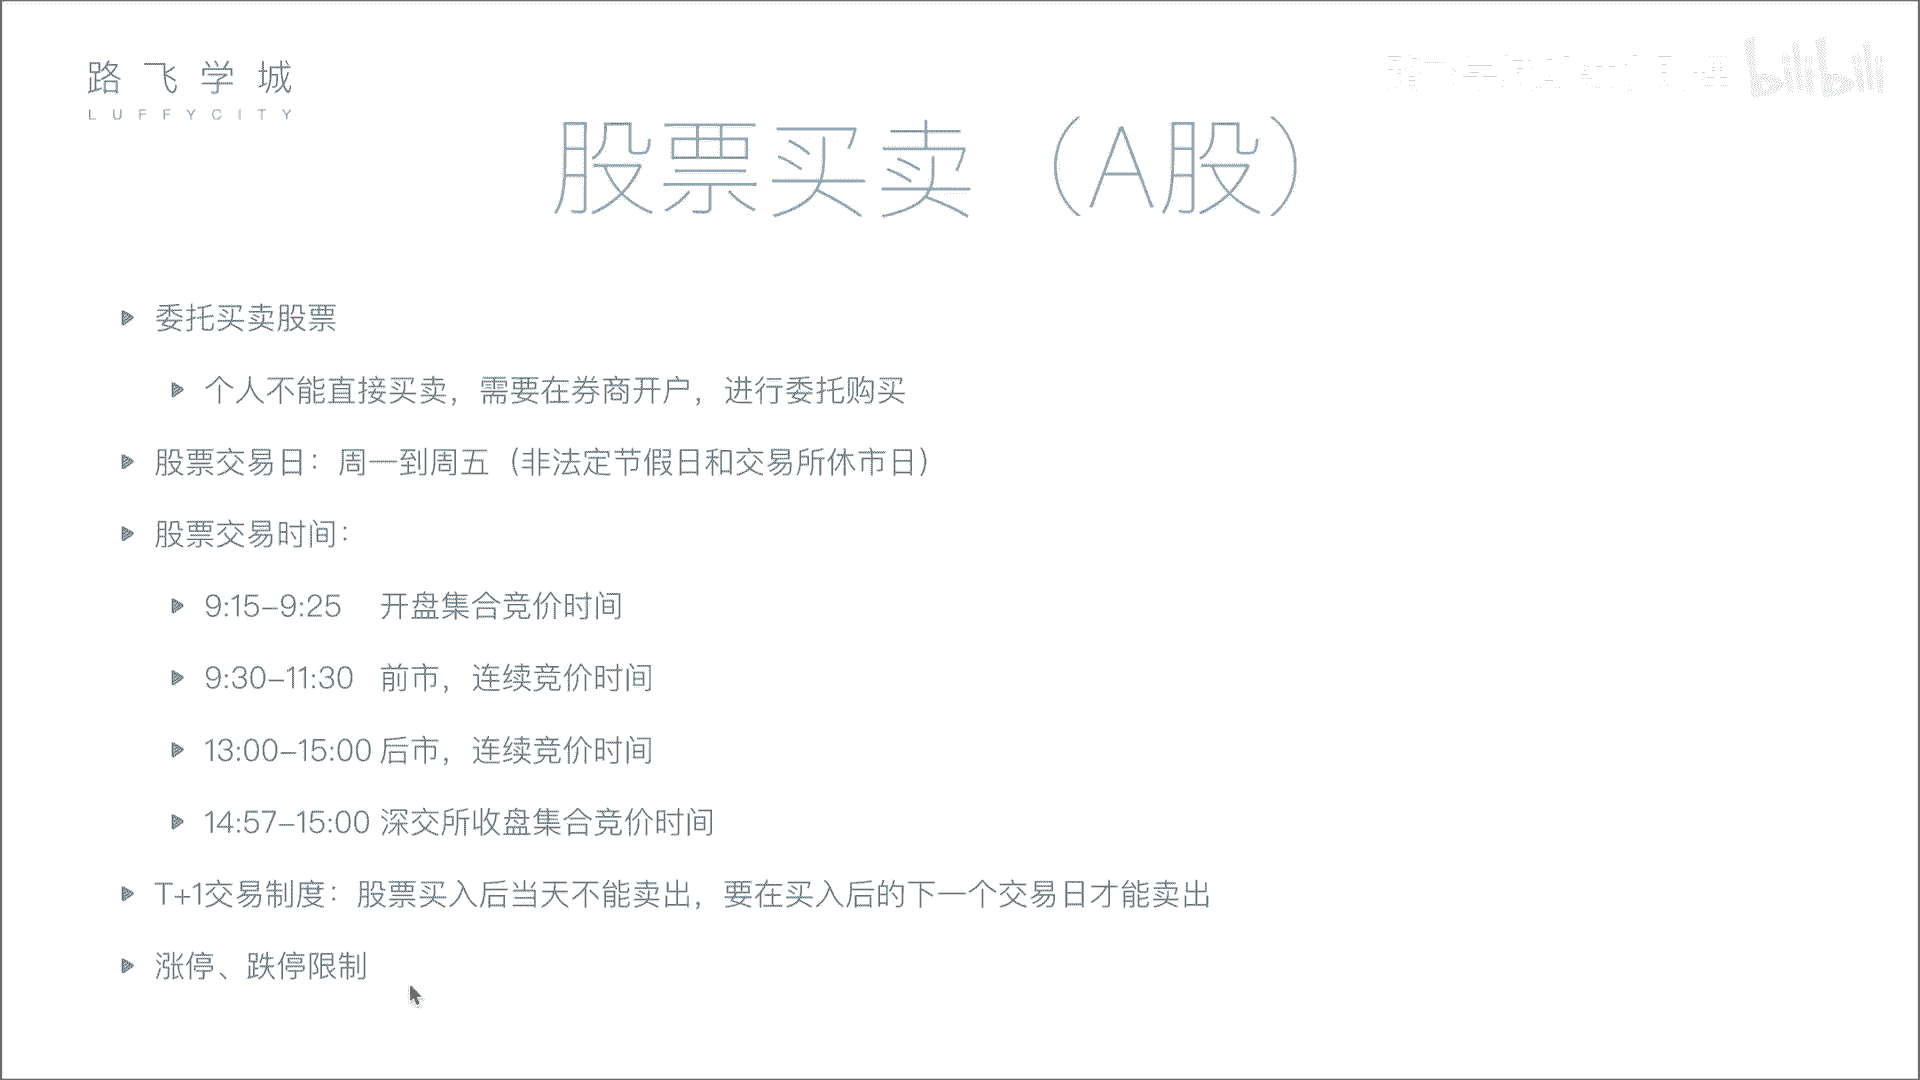 路飞学城
LUFFYCITY
bilibili
股票买卖（A股）
委托买卖股票
个人不能直接买卖，需要在券商开户，进行委托购买
股票交易日：周一到周五（非法定节假日和交易所休市日）
股票交易时间：
9:15–9:25 开盘集合竞价时间
9:30–11:30 前市，连续竞价时间
13:00–15:00 后市，连续竞价时间
14:57–15:00 深交所收盘集合竞价时间
T+1交易制度：股票买入后当天不能卖出，要在买入后的下一个交易日才能卖出
涨停、跌停限制